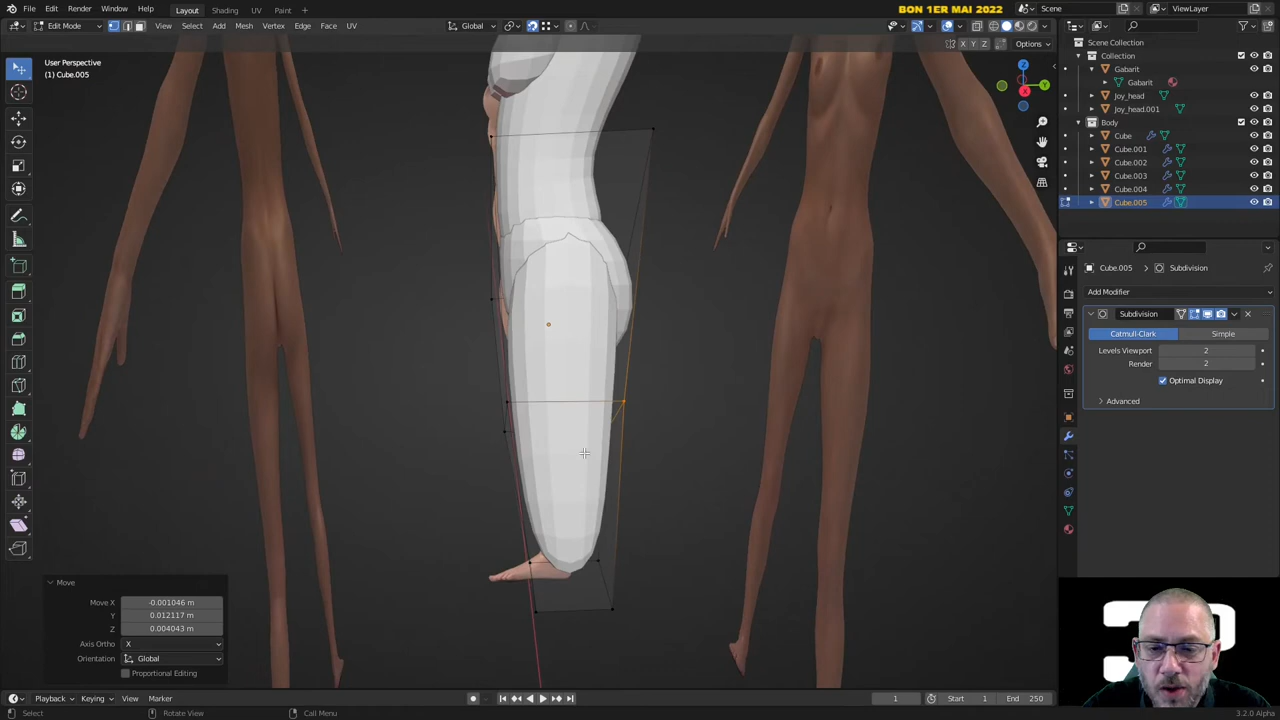 File Edit Render Window Help Layout Shading UV Paint BON 1ER MAI 2022 Scene ViewLayer
Edit Mode View Select Add Mesh Vertex Edge Face UV Global
X Y Z Options
User Perspective
(1) Cube.005
Scene Collection
Collection
Gabarit
Gabarit
Joy_head
Joy_head.001
Body
Cube
Cube.001
Cube.002
Cube.003
Cube.004
Cube.005
Cube.005 Subdivision
Add Modifier
Subdivision
Catmull-Clark Simple
Levels Viewport 2
Render 2
Optimal Display
Advanced
Move
Move X -0.001046 m
Y 0.012117 m
Z 0.004043 m
Axis Ortho X
Orientation Global
Proportional Editing
Playback Keying View Marker 1 Start 1 End 250
Select Rotate View Call Menu 3.2.0 Alpha